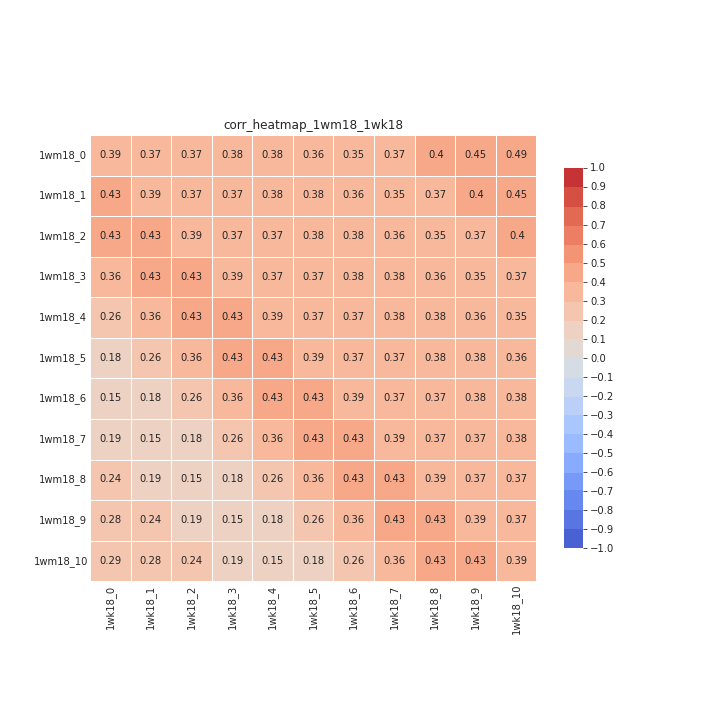 corr_heatmap_1wm18_1wk18
1wm18_0 0.39 0.37 0.37 0.38 0.38 0.36 0.35 0.37 0.4 0.45 0.49
1wm18_1 0.43 0.39 0.37 0.37 0.38 0.38 0.36 0.35 0.37 0.4 0.45
1wm18_2 0.43 0.43 0.39 0.37 0.37 0.38 0.38 0.36 0.35 0.37 0.4
1wm18_3 0.36 0.43 0.43 0.39 0.37 0.37 0.38 0.38 0.36 0.35 0.37
1wm18_4 0.26 0.36 0.43 0.43 0.39 0.37 0.37 0.38 0.38 0.36 0.35
1wm18_5 0.18 0.26 0.36 0.43 0.43 0.39 0.37 0.37 0.38 0.38 0.36
1wm18_6 0.15 0.18 0.26 0.36 0.43 0.43 0.39 0.37 0.37 0.38 0.38
1wm18_7 0.19 0.15 0.18 0.26 0.36 0.43 0.43 0.39 0.37 0.37 0.38
1wm18_8 0.24 0.19 0.15 0.18 0.26 0.36 0.43 0.43 0.39 0.37 0.37
1wm18_9 0.28 0.24 0.19 0.15 0.18 0.26 0.36 0.43 0.43 0.39 0.37
1wm18_10 0.29 0.28 0.24 0.19 0.15 0.18 0.26 0.36 0.43 0.43 0.39
1wk18_0 1wk18_1 1wk18_2 1wk18_3 1wk18_4 1wk18_5 1wk18_6 1wk18_7 1wk18_8 1wk18_9 1wk18_10
1.0
0.9
0.8
0.7
0.6
0.5
0.4
0.3
0.2
0.1
0.0
−0.1
−0.2
−0.3
−0.4
−0.5
−0.6
−0.7
−0.8
−0.9
−1.0